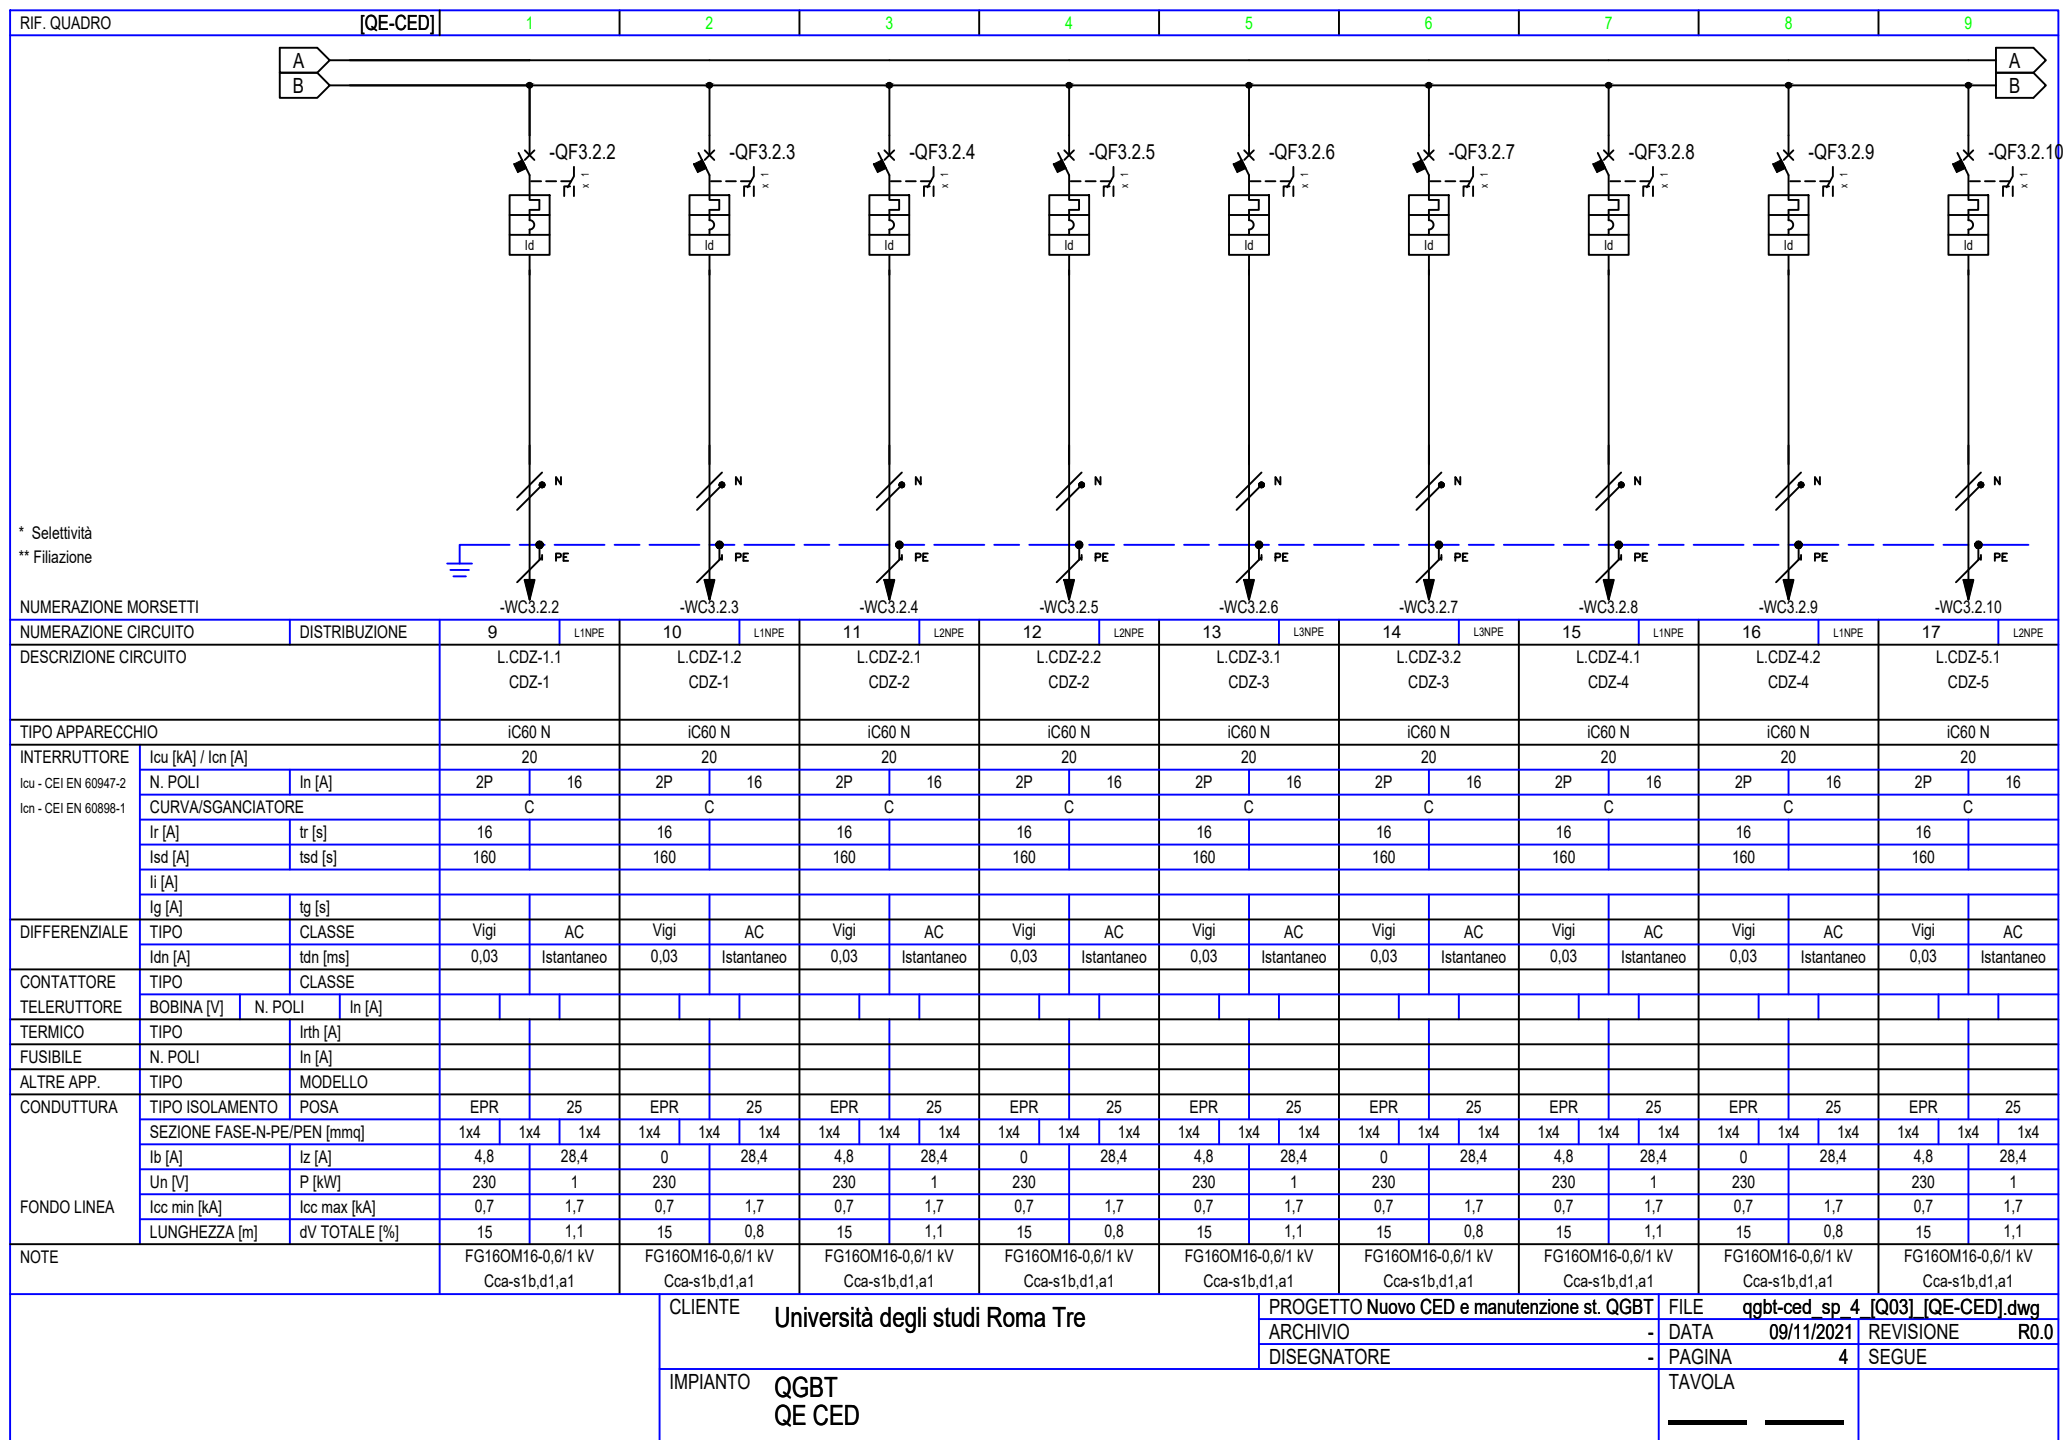 RIF. QUADRO [QE-CED] 1 2 3 4 5 6 7 8 9
A A
B B
-QF3.2.2 -QF3.2.3 -QF3.2.4 -QF3.2.5 -QF3.2.6 -QF3.2.7 -QF3.2.8 -QF3.2.9 -QF3.2.10
x 1 x 1 x 1 x 1 x 1 x 1 x 1 x 1 x 1
Id Id Id Id Id Id Id Id Id
N N N N N N N N N
* Selettività
** Filiazione
PE PE PE PE PE PE PE PE PE
NUMERAZIONE MORSETTI -WC3.2.2 -WC3.2.3 -WC3.2.4 -WC3.2.5 -WC3.2.6 -WC3.2.7 -WC3.2.8 -WC3.2.9 -WC3.2.10
NUMERAZIONE CIRCUITO DISTRIBUZIONE 9 L1NPE 10 L1NPE 11 L2NPE 12 L2NPE 13 L3NPE 14 L3NPE 15 L1NPE 16 L1NPE 17 L2NPE
DESCRIZIONE CIRCUITO L.CDZ-1.1 L.CDZ-1.2 L.CDZ-2.1 L.CDZ-2.2 L.CDZ-3.1 L.CDZ-3.2 L.CDZ-4.1 L.CDZ-4.2 L.CDZ-5.1
CDZ-1 CDZ-1 CDZ-2 CDZ-2 CDZ-3 CDZ-3 CDZ-4 CDZ-4 CDZ-5
TIPO APPARECCHIO iC60 N iC60 N iC60 N iC60 N iC60 N iC60 N iC60 N iC60 N iC60 N
INTERRUTTORE Icu [kA] / Icn [A] 20 20 20 20 20 20 20 20 20
Icu - CEI EN 60947-2 N. POLI In [A] 2P 16 2P 16 2P 16 2P 16 2P 16 2P 16 2P 16 2P 16 2P 16
Icn - CEI EN 60898-1 CURVA/SGANCIATORE C C C C C C C C C
Ir [A] tr [s] 16 16 16 16 16 16 16 16 16
Isd [A] tsd [s] 160 160 160 160 160 160 160 160 160
Ii [A]
Ig [A] tg [s]
DIFFERENZIALE TIPO CLASSE Vigi AC Vigi AC Vigi AC Vigi AC Vigi AC Vigi AC Vigi AC Vigi AC Vigi AC
Idn [A] tdn [ms] 0,03 Istantaneo 0,03 Istantaneo 0,03 Istantaneo 0,03 Istantaneo 0,03 Istantaneo 0,03 Istantaneo 0,03 Istantaneo 0,03 Istantaneo 0,03 Istantaneo
CONTATTORE TIPO CLASSE
TELERUTTORE BOBINA [V] N. POLI In [A]
TERMICO TIPO Irth [A]
FUSIBILE N. POLI In [A]
ALTRE APP. TIPO MODELLO
CONDUTTURA TIPO ISOLAMENTO POSA EPR 25 EPR 25 EPR 25 EPR 25 EPR 25 EPR 25 EPR 25 EPR 25 EPR 25
SEZIONE FASE-N-PE/PEN [mmq] 1x4 1x4 1x4 1x4 1x4 1x4 1x4 1x4 1x4 1x4 1x4 1x4 1x4 1x4 1x4 1x4 1x4 1x4 1x4 1x4 1x4 1x4 1x4 1x4 1x4 1x4 1x4
Ib [A] Iz [A] 4,8 28,4 0 28,4 4,8 28,4 0 28,4 4,8 28,4 0 28,4 4,8 28,4 0 28,4 4,8 28,4
Un [V] P [kW] 230 1 230 230 1 230 230 1 230 230 1 230 230 1
FONDO LINEA Icc min [kA] Icc max [kA] 0,7 1,7 0,7 1,7 0,7 1,7 0,7 1,7 0,7 1,7 0,7 1,7 0,7 1,7 0,7 1,7 0,7 1,7
LUNGHEZZA [m] dV TOTALE [%] 15 1,1 15 0,8 15 1,1 15 0,8 15 1,1 15 0,8 15 1,1 15 0,8 15 1,1
NOTE FG16OM16-0,6/1 kV FG16OM16-0,6/1 kV FG16OM16-0,6/1 kV FG16OM16-0,6/1 kV FG16OM16-0,6/1 kV FG16OM16-0,6/1 kV FG16OM16-0,6/1 kV FG16OM16-0,6/1 kV FG16OM16-0,6/1 kV
Cca-s1b,d1,a1 Cca-s1b,d1,a1 Cca-s1b,d1,a1 Cca-s1b,d1,a1 Cca-s1b,d1,a1 Cca-s1b,d1,a1 Cca-s1b,d1,a1 Cca-s1b,d1,a1 Cca-s1b,d1,a1
CLIENTE Università degli studi Roma Tre
PROGETTO Nuovo CED e manutenzione st. QGBT FILE qgbt-ced_sp_4_[Q03]_[QE-CED].dwg
ARCHIVIO - DATA 09/11/2021 REVISIONE R0.0
DISEGNATORE - PAGINA 4 SEGUE
IMPIANTO QGBT TAVOLA
QE CED